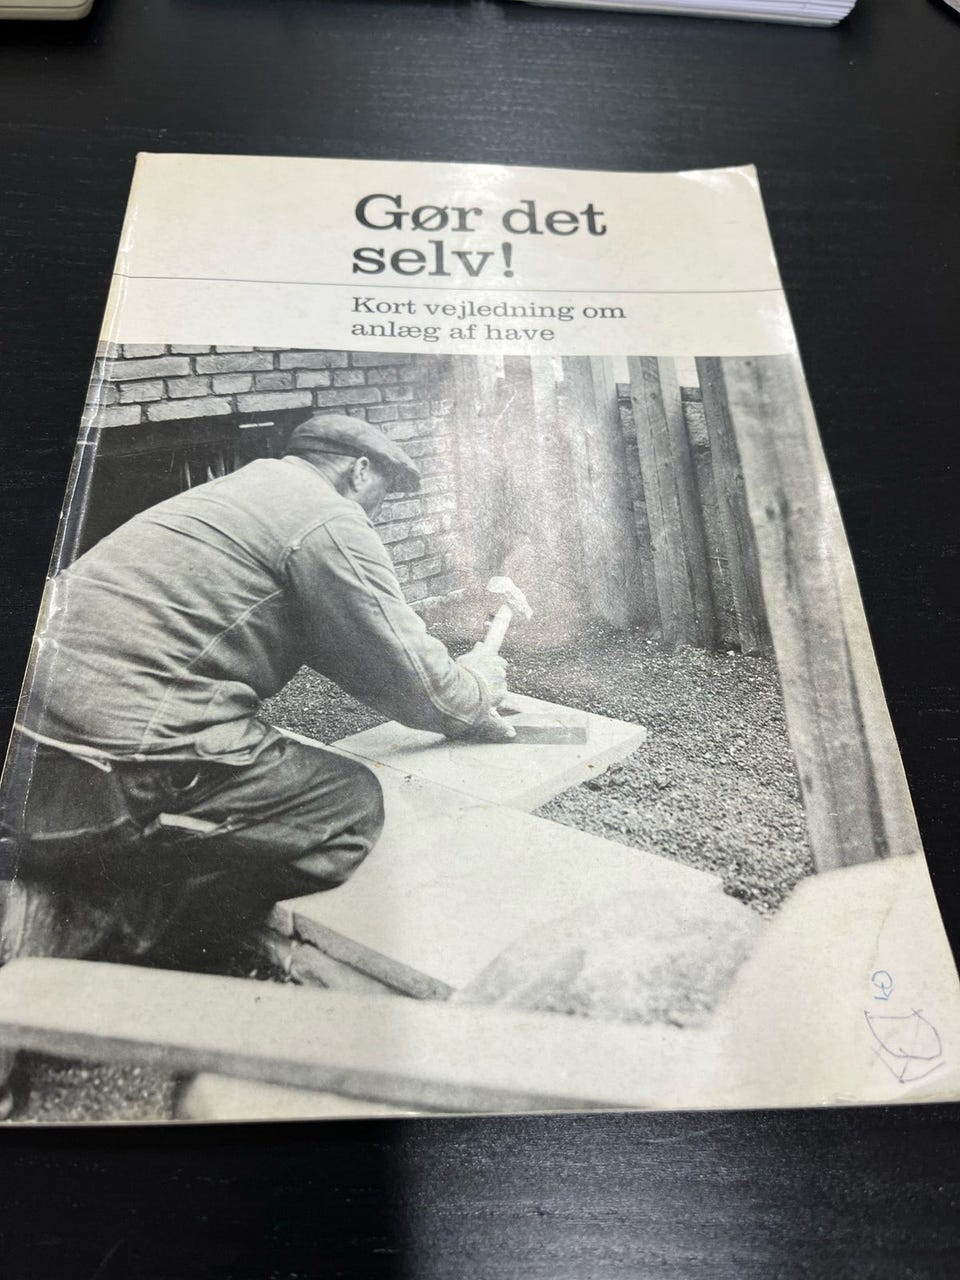 Gør det
selv!
Kort vejledning om
anlæg af have